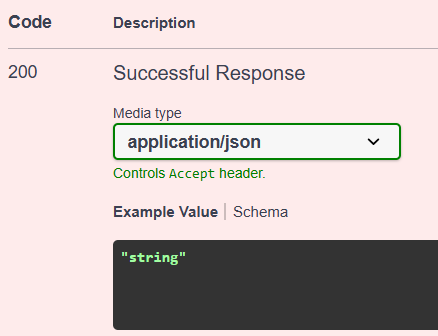 Code Description
200 Successful Response
Media type
application/json
Controls Accept header.
Example Value Schema
"string"